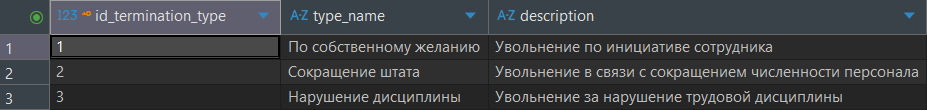 123 id_termination_type A-Z type_name A-Z description
1 1 По собственному желанию Увольнение по инициативе сотрудника
2 2 Сокращение штата Увольнение в связи с сокращением численности персонала
3 3 Нарушение дисциплины Увольнение за нарушение трудовой дисциплины